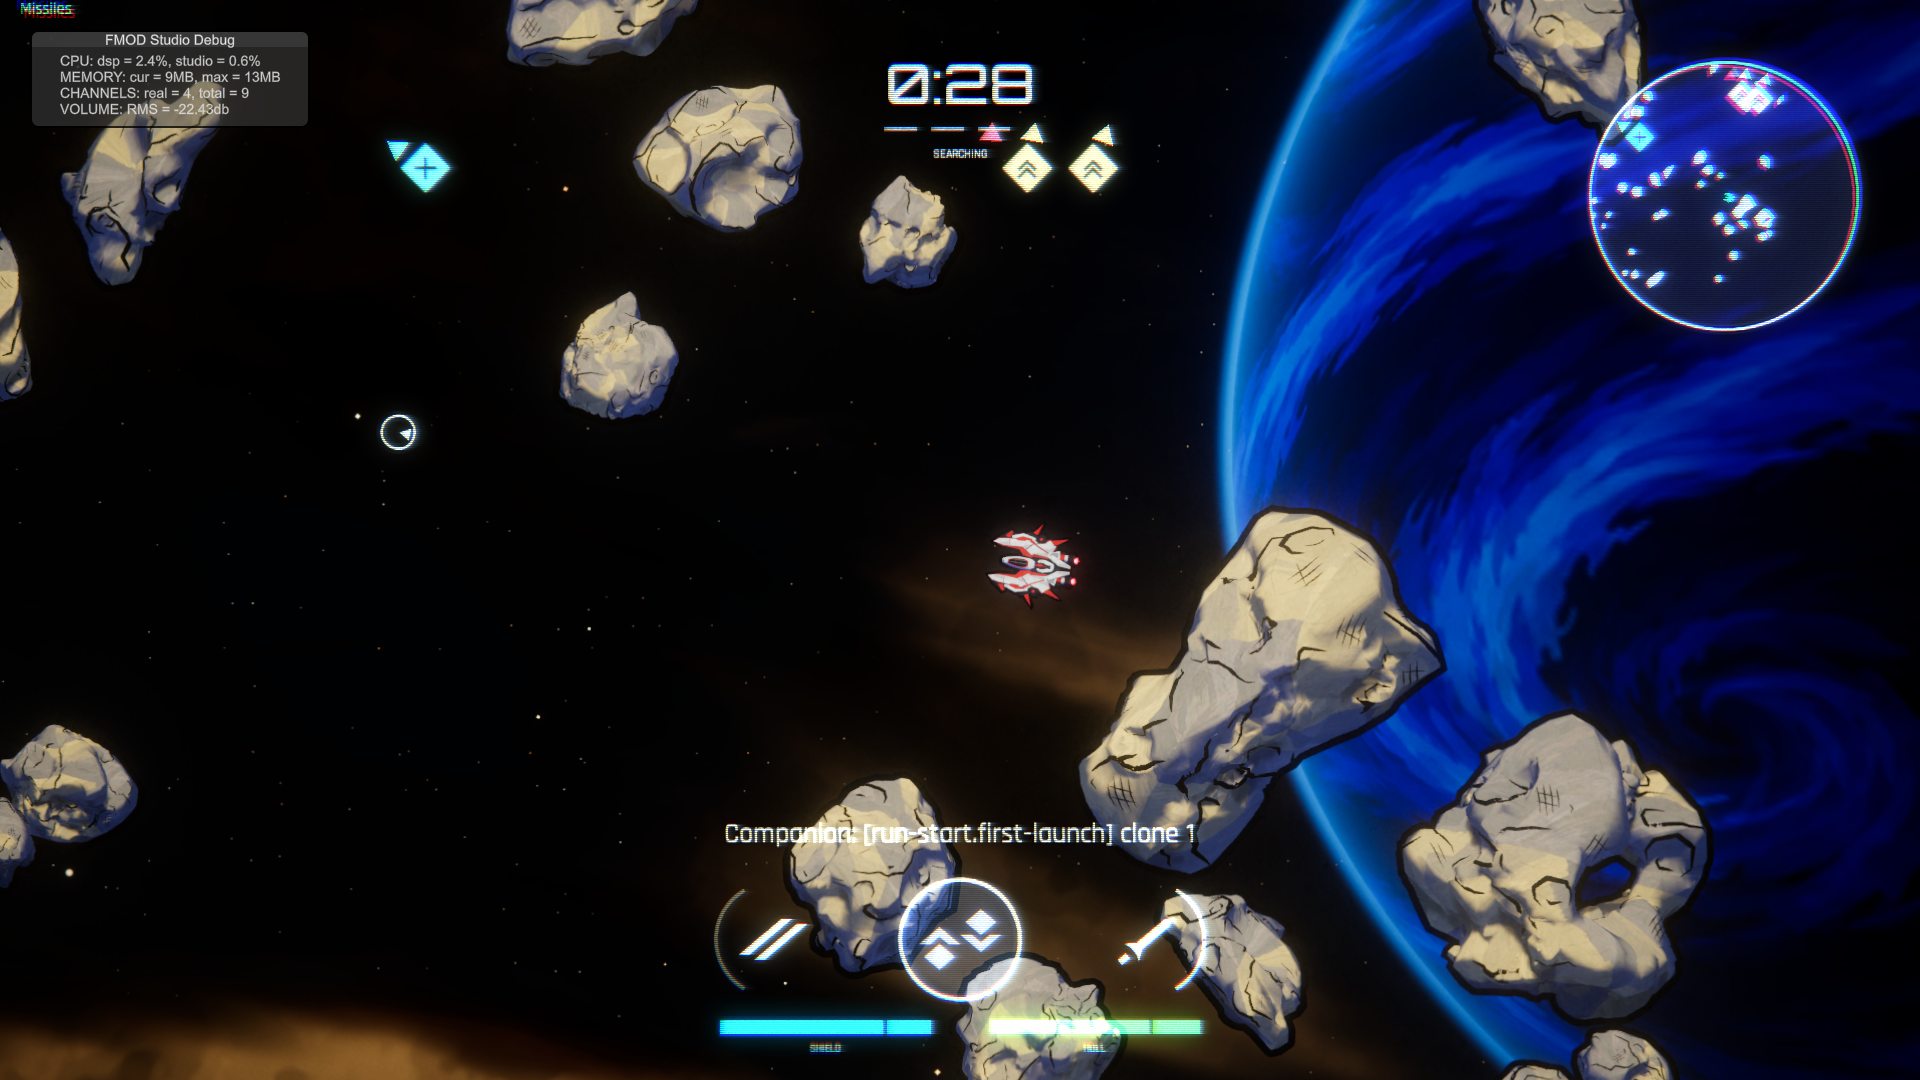 Missiles
FMOD Studio Debug
CPU: dsp = 2.4%, studio = 0.6%
MEMORY: cur = 9MB, max = 13MB
CHANNELS: real = 4, total = 9
VOLUME: RMS = -22.43db
0:28
SEARCHING
Companion: [run-start.first-launch] clone 1
SHIELD
HULL